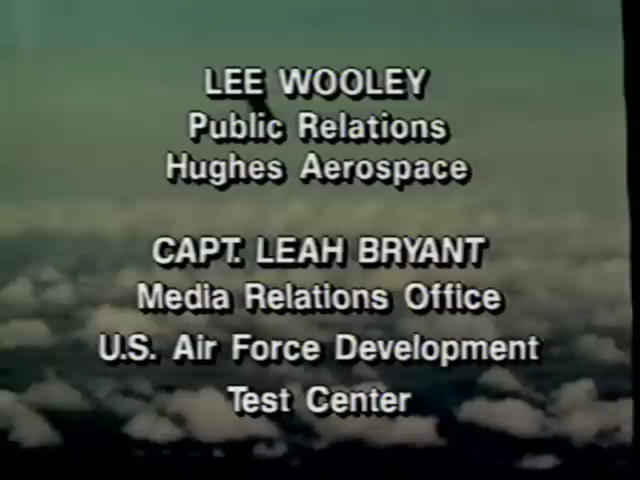 LEE WOOLEY
Public Relations
Hughes Aerospace
CAPT. LEAH BRYANT
Media Relations Office
U.S. Air Force Development
Test Center